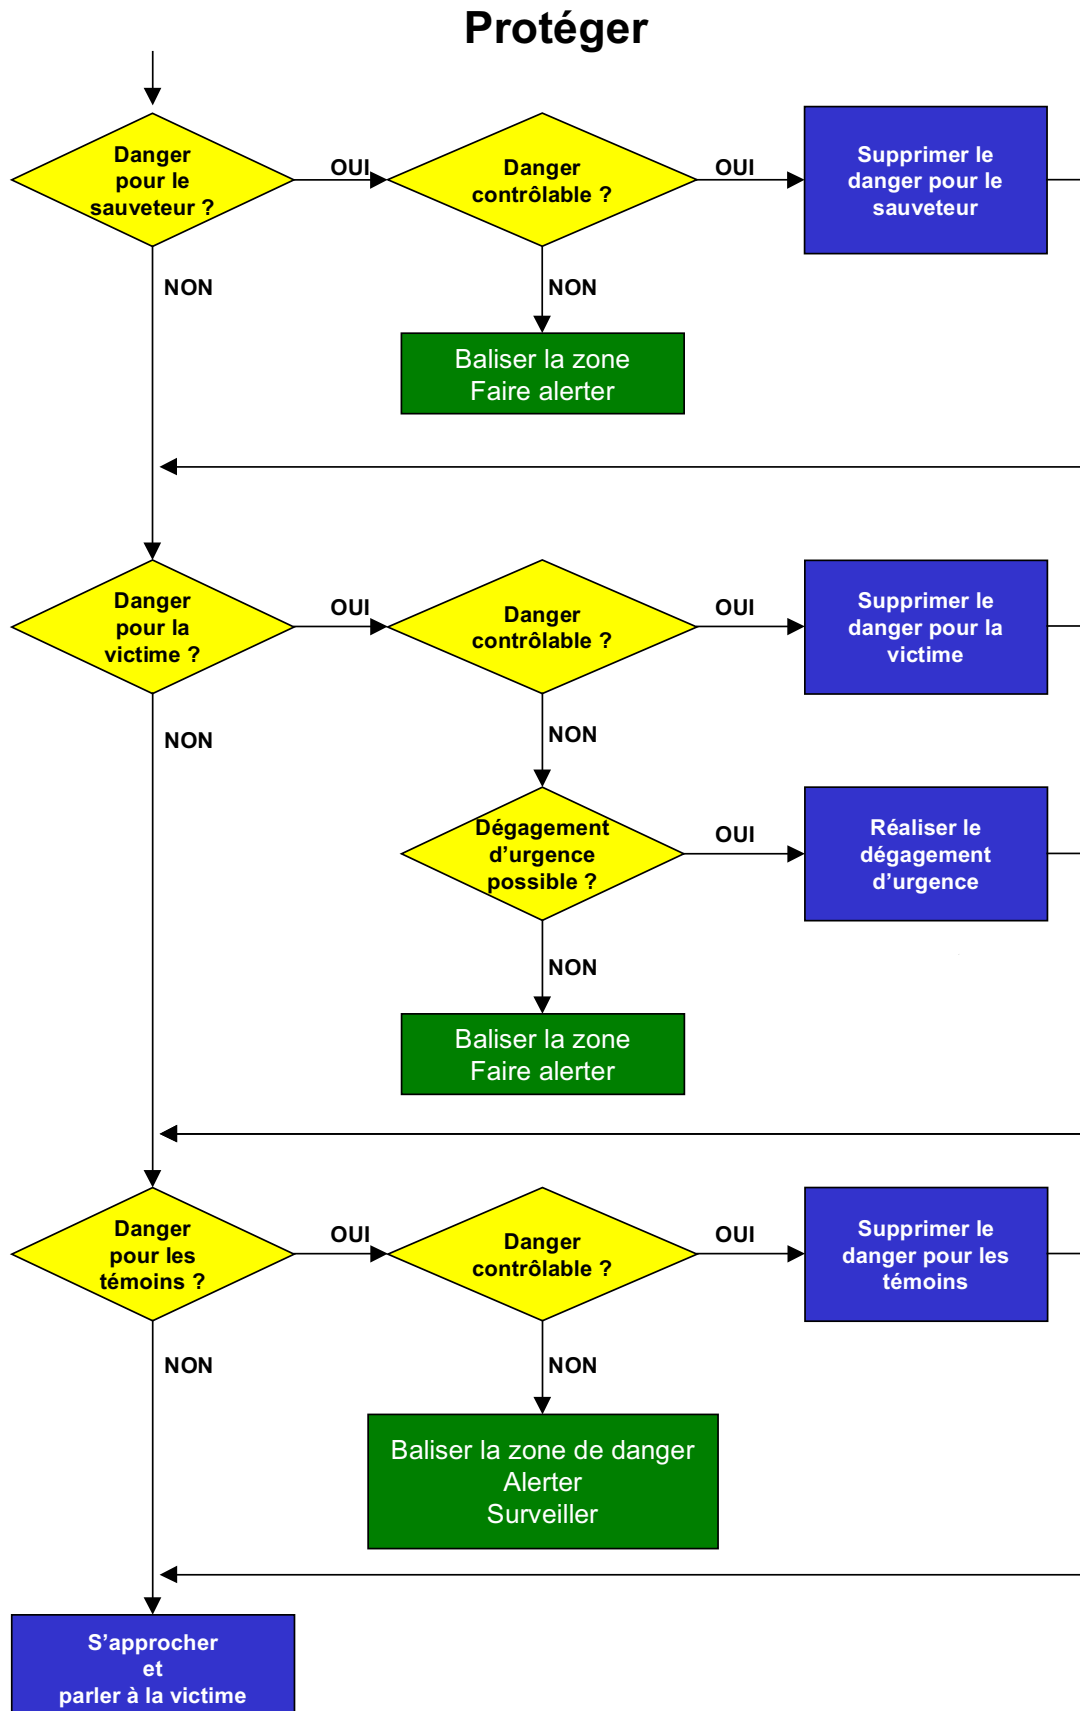 Protéger
Danger
pour le
sauveteur ?
OUI
Danger
contrôlable ?
OUI
Supprimer le
danger pour le
sauveteur
NON
NON
Baliser la zone
Faire alerter
Danger
pour la
victime ?
OUI
Danger
contrôlable ?
OUI
Supprimer le
danger pour la
victime
NON
NON
Dégagement
d’urgence
possible ?
OUI
Réaliser le
dégagement
d’urgence
NON
Baliser la zone
Faire alerter
Danger
pour les
témoins ?
OUI
Danger
contrôlable ?
OUI
Supprimer le
danger pour les
témoins
NON
NON
Baliser la zone de danger
Alerter
Surveiller
S’approcher
et
parler à la victime